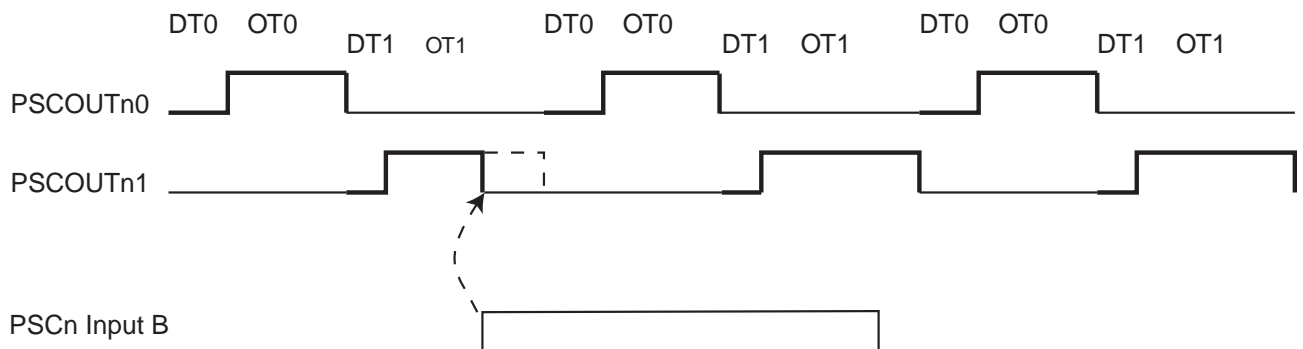 DT0 OT0 DT1 OT1 DT0 OT0 DT1 OT1 DT0 OT0 DT1 OT1
PSCOUTn0
PSCOUTn1
PSCn Input B